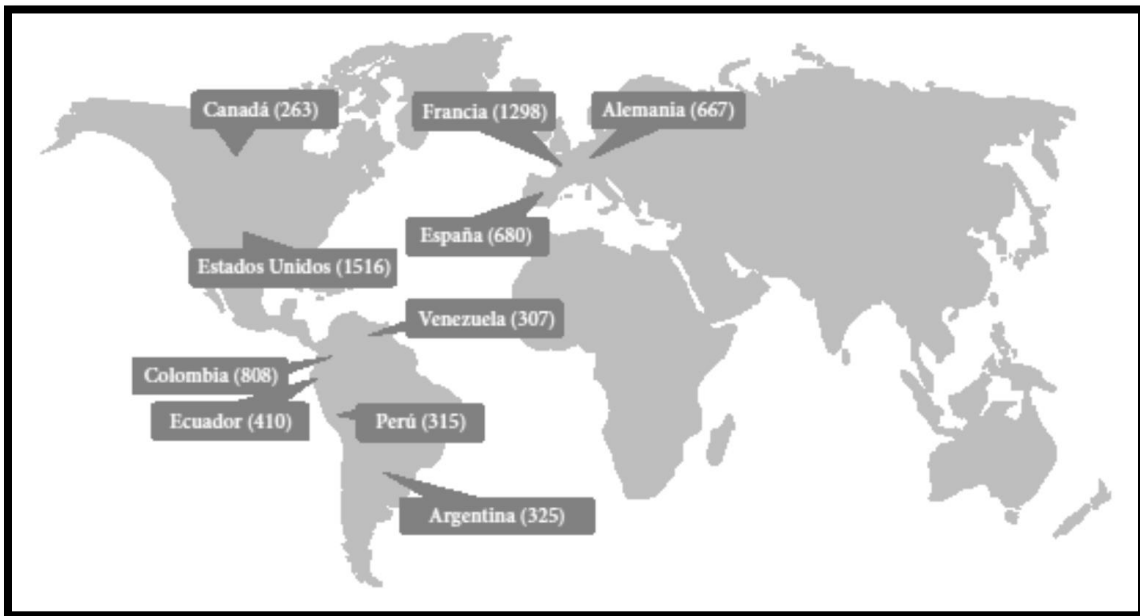 Canadá (263)
Francia (1298)
Alemania (667)
España (680)
Estados Unidos (1516)
Venezuela (307)
Colombia (808)
Ecuador (410)
Perú (315)
Argentina (325)